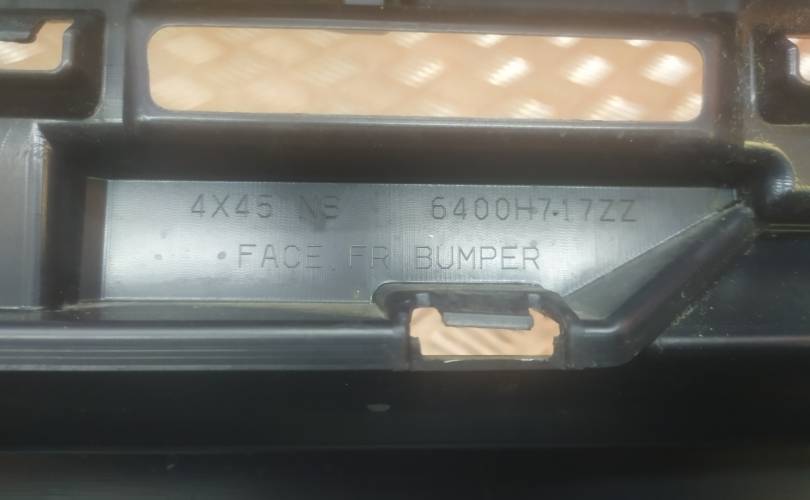 4X45 NS 6400H717ZZ
FACE, FR BUMPER